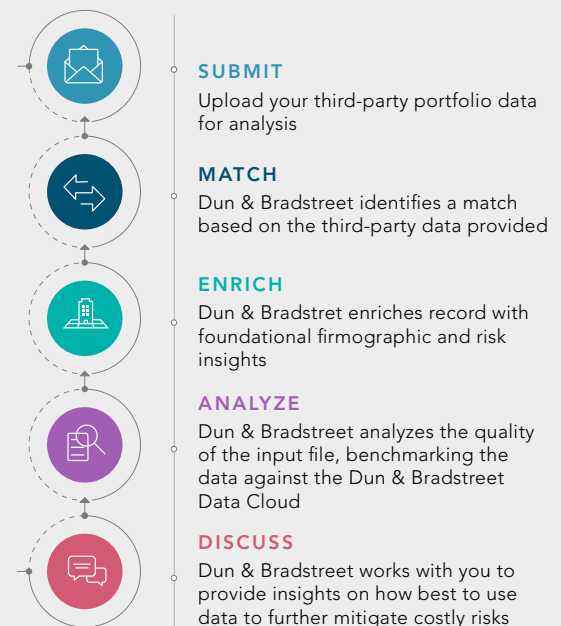 SUBMIT
Upload your third-party portfolio data
for analysis
MATCH
Dun & Bradstreet identifies a match
based on the third-party data provided
ENRICH
Dun & Bradstret enriches record with
foundational firmographic and risk
insights
ANALYZE
Dun & Bradstreet analyzes the quality
of the input file, benchmarking the
data against the Dun & Bradstreet
Data Cloud
DISCUSS
Dun & Bradstreet works with you to
provide insights on how best to use
data to further mitigate costly risks